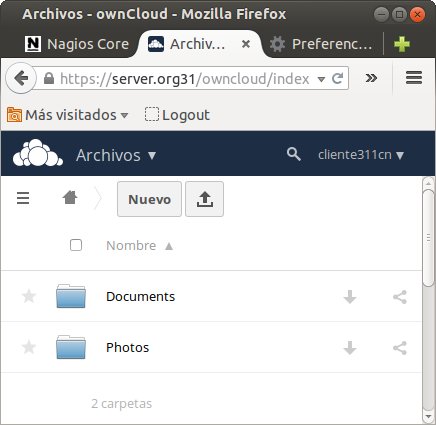 Archivos - ownCloud - Mozilla Firefox
Nagios Core
Archiv…
Preferenc…
https://server.org31/owncloud/index
Más visitados
Logout
Archivos
cliente311cn
Nuevo
Nombre
Documents
Photos
2 carpetas